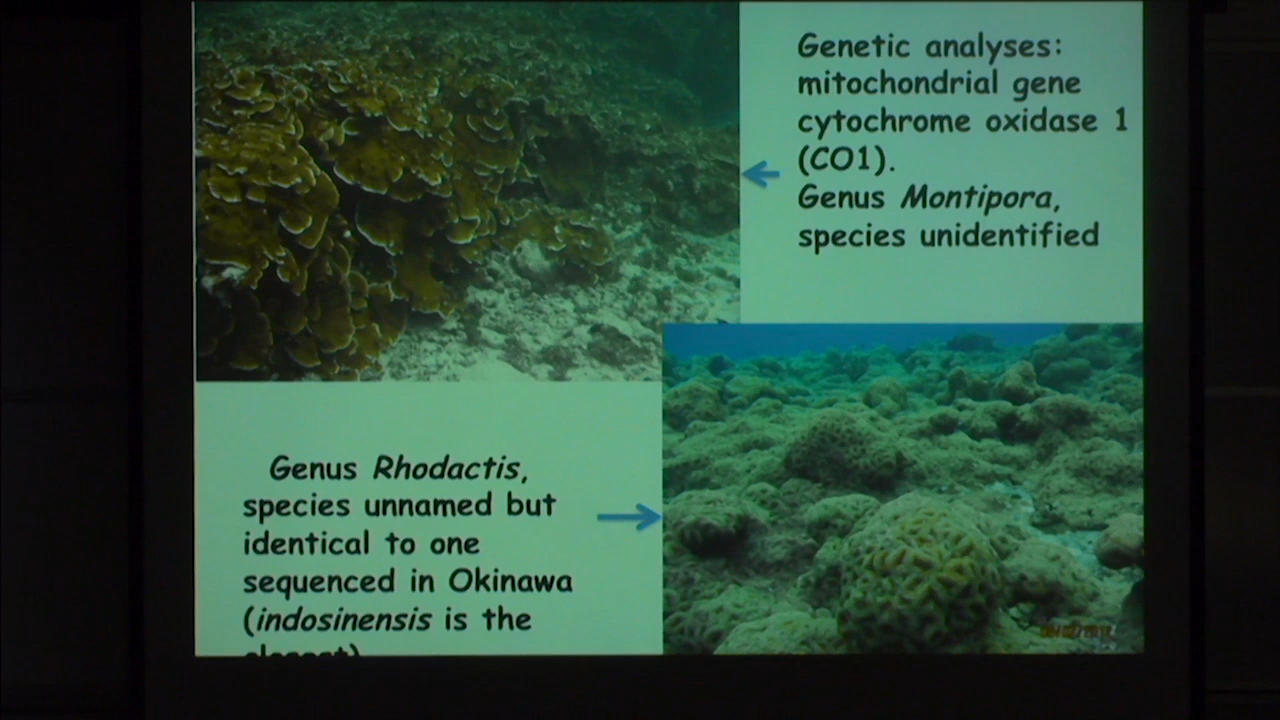 Genetic analyses:
mitochondrial gene
cytochrome oxidase 1
(CO1).
Genus Montipora,
species unidentified
Genus Rhodactis,
species unnamed but
identical to one
sequenced in Okinawa
(indosinensis is the
closest)